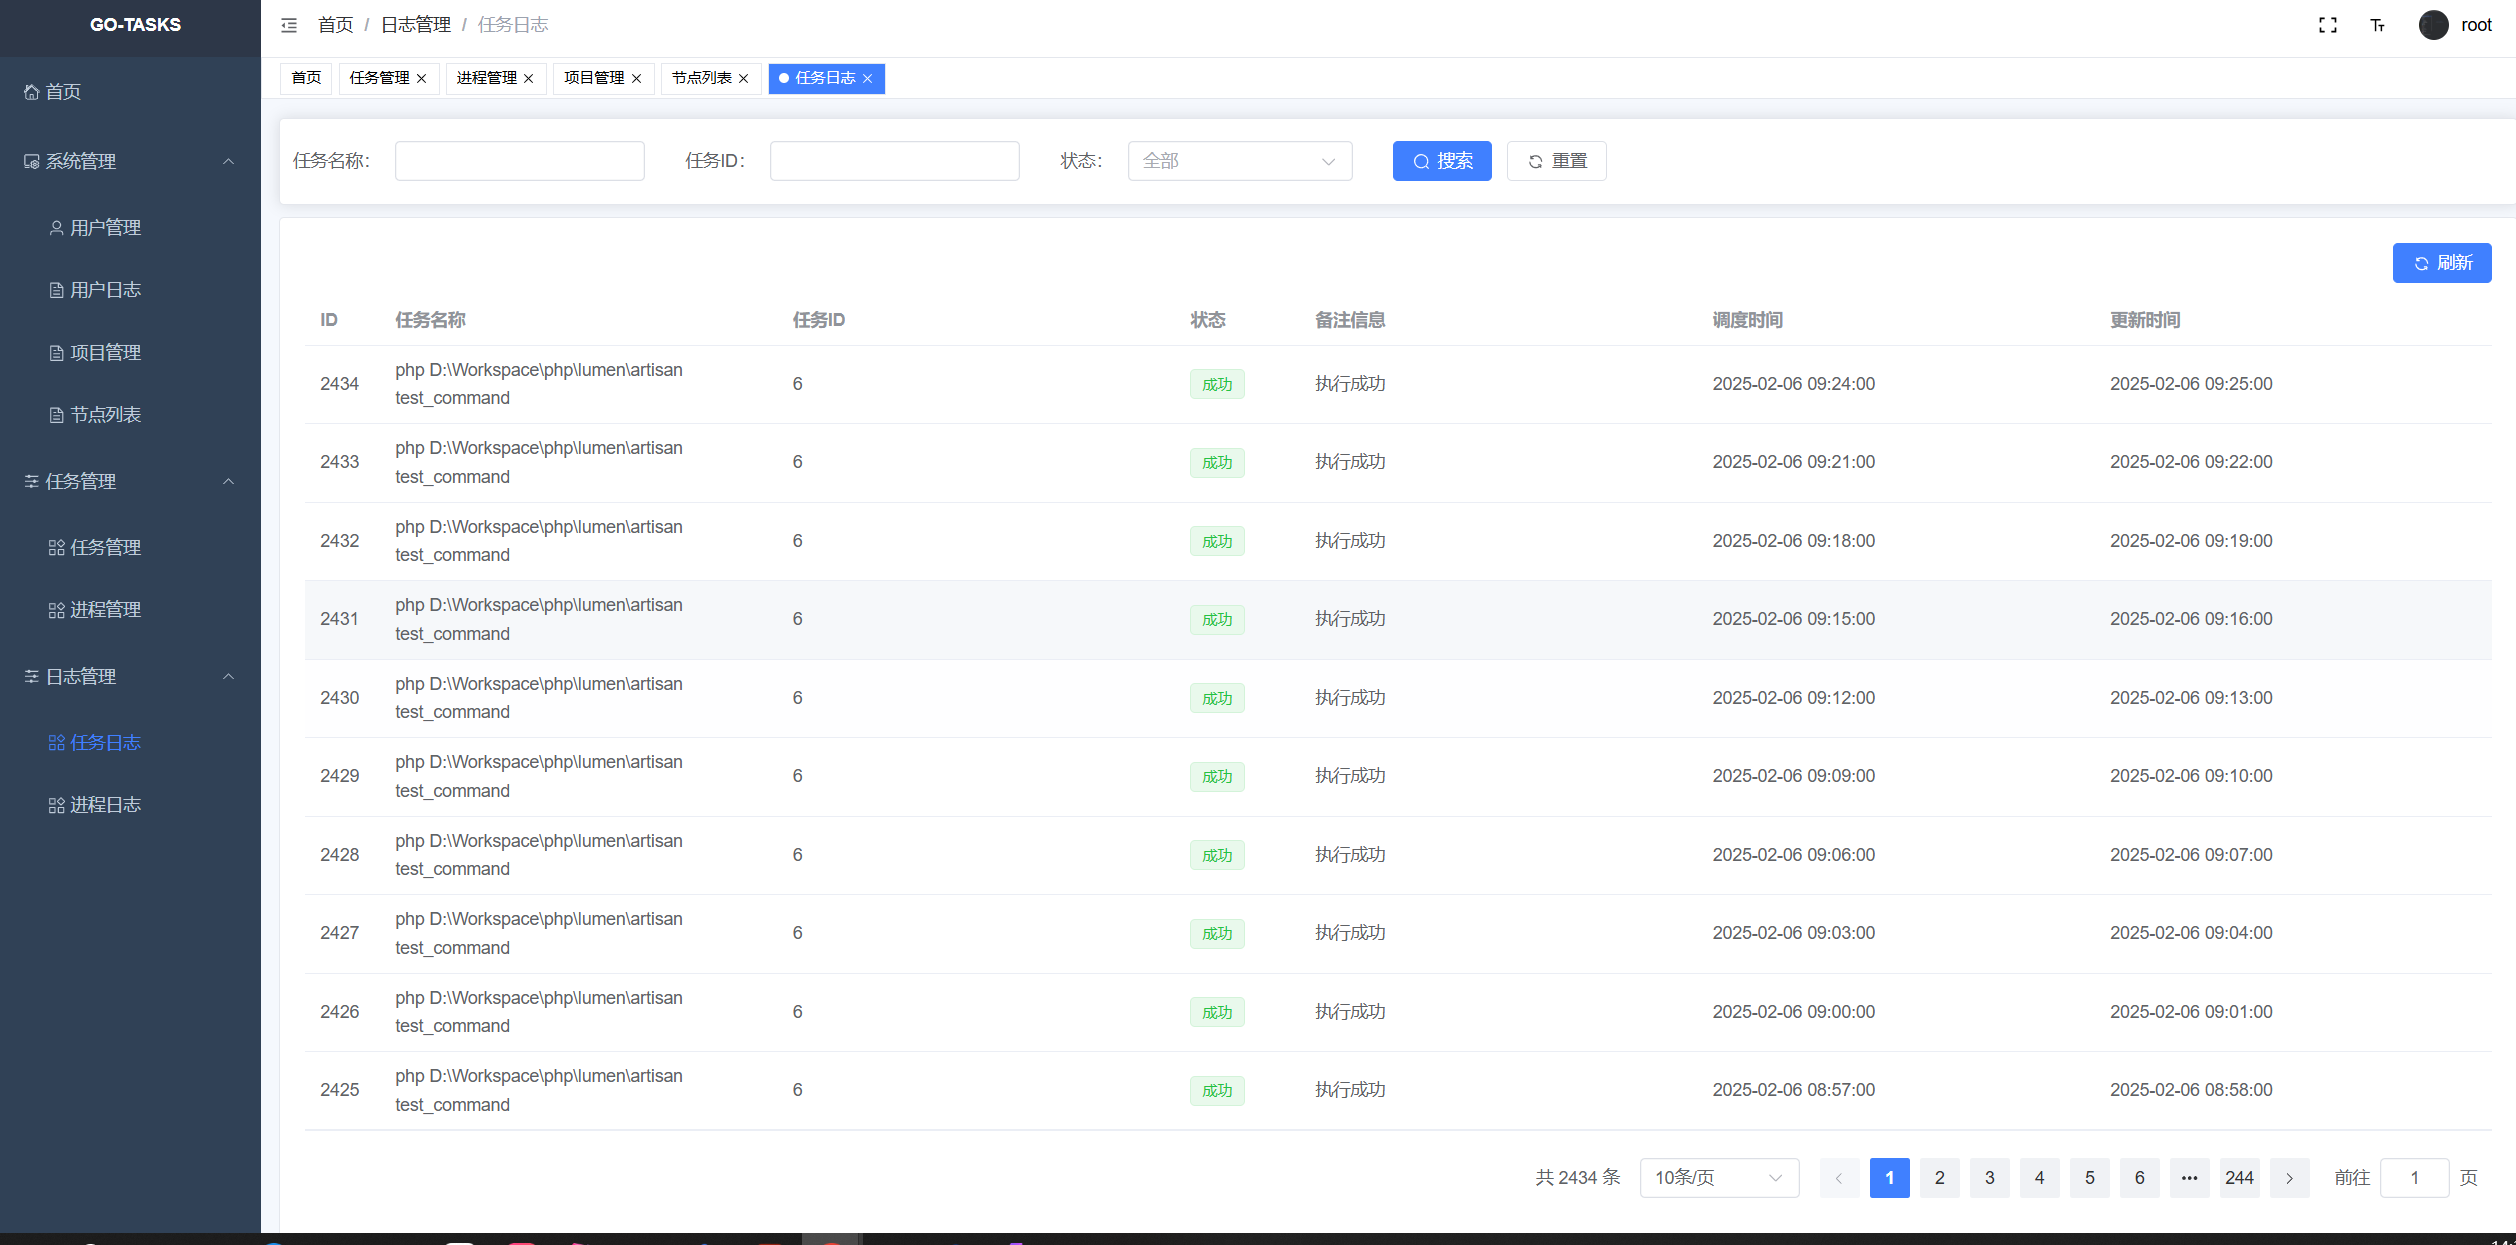 GO-TASKS
首页
系统管理
用户管理
用户日志
项目管理
节点列表
任务管理
任务管理
进程管理
日志管理
任务日志
进程日志
首页 / 日志管理 / 任务日志
root
首页 任务管理 进程管理 项目管理 节点列表 任务日志
任务名称： 任务ID： 状态： 全部 搜索 重置
刷新
ID 任务名称 任务ID 状态 备注信息 调度时间 更新时间
2434 php D:\Workspace\php\lumen\artisan test_command 6 成功 执行成功 2025-02-06 09:24:00 2025-02-06 09:25:00
2433 php D:\Workspace\php\lumen\artisan test_command 6 成功 执行成功 2025-02-06 09:21:00 2025-02-06 09:22:00
2432 php D:\Workspace\php\lumen\artisan test_command 6 成功 执行成功 2025-02-06 09:18:00 2025-02-06 09:19:00
2431 php D:\Workspace\php\lumen\artisan test_command 6 成功 执行成功 2025-02-06 09:15:00 2025-02-06 09:16:00
2430 php D:\Workspace\php\lumen\artisan test_command 6 成功 执行成功 2025-02-06 09:12:00 2025-02-06 09:13:00
2429 php D:\Workspace\php\lumen\artisan test_command 6 成功 执行成功 2025-02-06 09:09:00 2025-02-06 09:10:00
2428 php D:\Workspace\php\lumen\artisan test_command 6 成功 执行成功 2025-02-06 09:06:00 2025-02-06 09:07:00
2427 php D:\Workspace\php\lumen\artisan test_command 6 成功 执行成功 2025-02-06 09:03:00 2025-02-06 09:04:00
2426 php D:\Workspace\php\lumen\artisan test_command 6 成功 执行成功 2025-02-06 09:00:00 2025-02-06 09:01:00
2425 php D:\Workspace\php\lumen\artisan test_command 6 成功 执行成功 2025-02-06 08:57:00 2025-02-06 08:58:00
共 2434 条 10条/页 1 2 3 4 5 6 ••• 244 前往 1 页